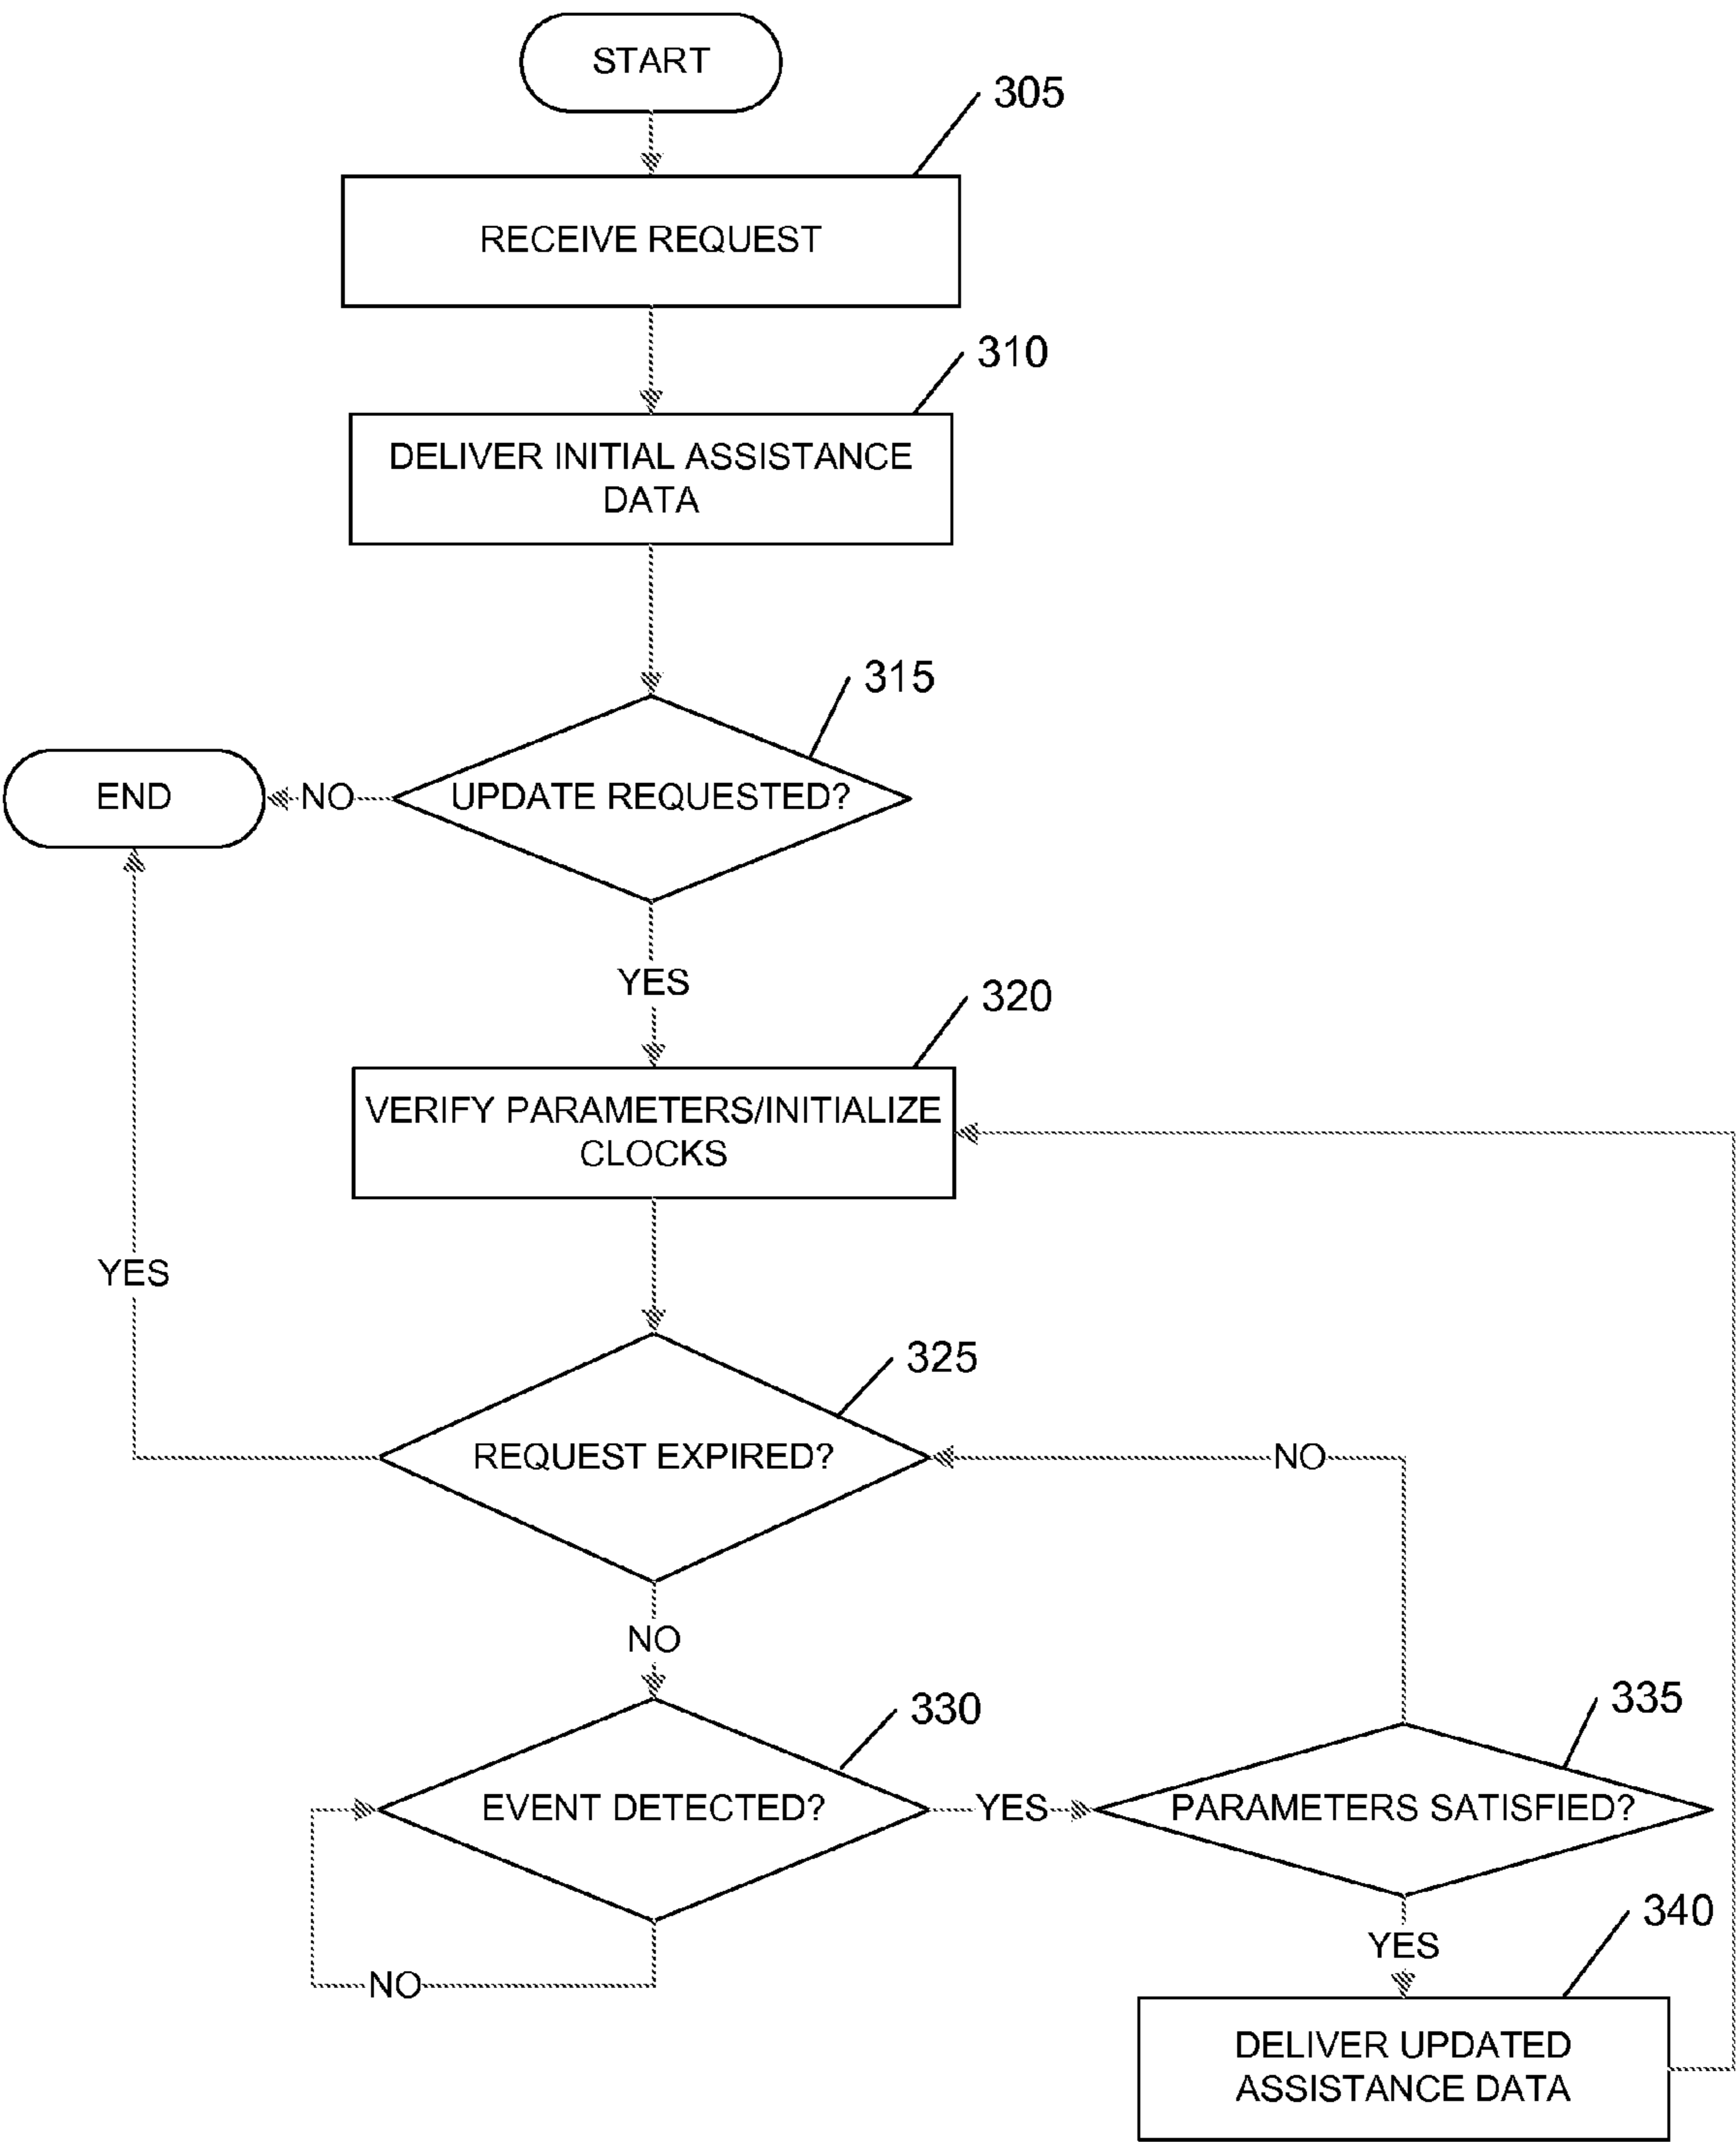 START
305
RECEIVE REQUEST
310
DELIVER INITIAL ASSISTANCE
DATA
315
UPDATE REQUESTED?
NO
END
YES
320
VERIFY PARAMETERS/INITIALIZE
CLOCKS
YES
325
REQUEST EXPIRED?
NO
NO
330
335
EVENT DETECTED?
YES
PARAMETERS SATISFIED?
NO
YES
340
DELIVER UPDATED
ASSISTANCE DATA